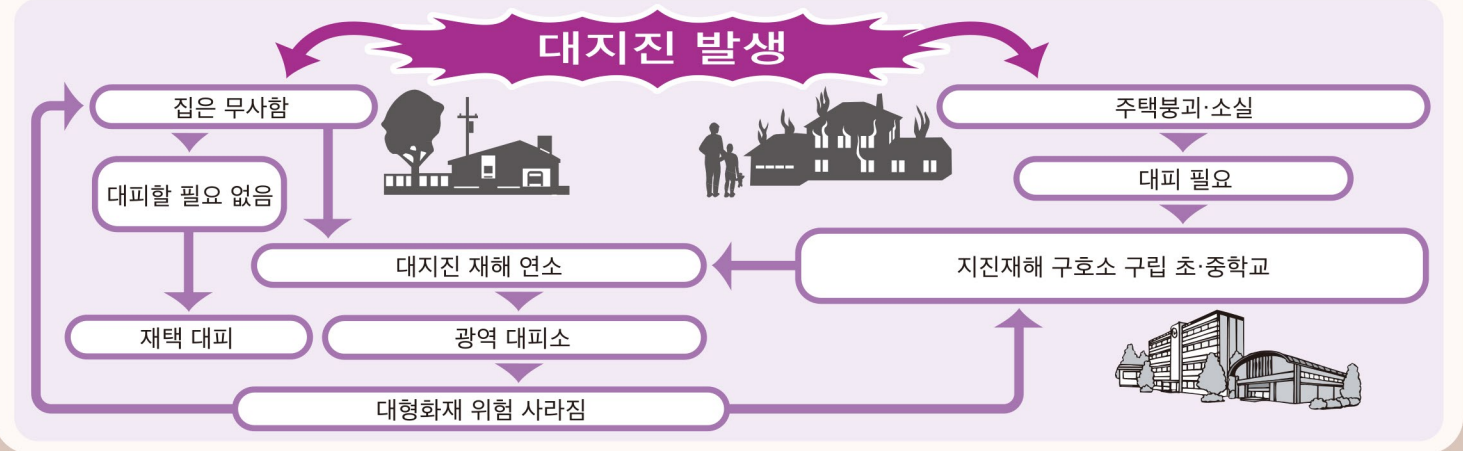 대지진 발생
집은 무사함
주택붕괴·소실
대피할 필요 없음
대피 필요
대지진 재해 연소
지진재해 구호소 구립 초·중학교
재택 대피
광역 대피소
대형화재 위험 사라짐